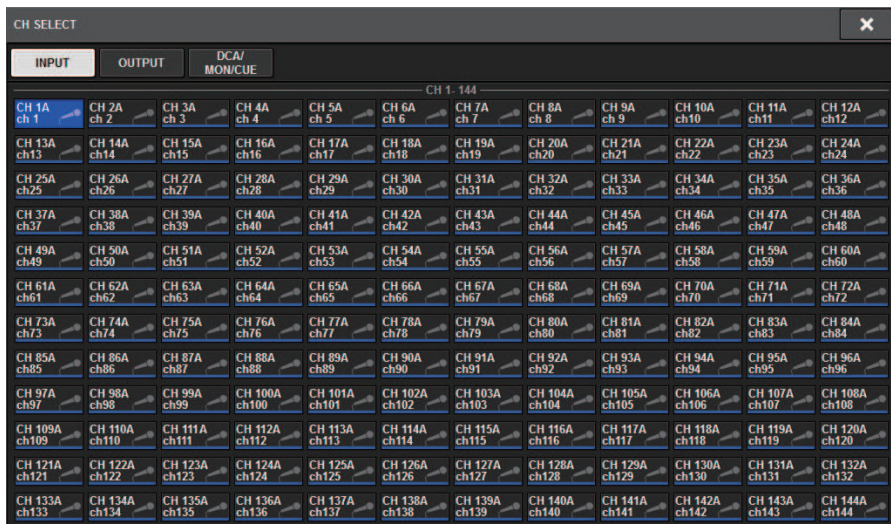 CH SELECT
INPUT OUTPUT DCA/
MON/CUE
CH 1- 144
CH 1A CH 2A CH 3A CH 4A CH 5A CH 6A CH 7A CH 8A CH 9A CH 10A CH 11A CH 12A
ch 1 ch 2 ch 3 ch 4 ch 5 ch 6 ch 7 ch 8 ch 9 ch10 ch11 ch12
CH 13A CH 14A CH 15A CH 16A CH 17A CH 18A CH 19A CH 20A CH 21A CH 22A CH 23A CH 24A
ch13 ch14 ch15 ch16 ch17 ch18 ch19 ch20 ch21 ch22 ch23 ch24
CH 25A CH 26A CH 27A CH 28A CH 29A CH 30A CH 31A CH 32A CH 33A CH 34A CH 35A CH 36A
ch25 ch26 ch27 ch28 ch29 ch30 ch31 ch32 ch33 ch34 ch35 ch36
CH 37A CH 38A CH 39A CH 40A CH 41A CH 42A CH 43A CH 44A CH 45A CH 46A CH 47A CH 48A
ch37 ch38 ch39 ch40 ch41 ch42 ch43 ch44 ch45 ch46 ch47 ch48
CH 49A CH 50A CH 51A CH 52A CH 53A CH 54A CH 55A CH 56A CH 57A CH 58A CH 59A CH 60A
ch49 ch50 ch51 ch52 ch53 ch54 ch55 ch56 ch57 ch58 ch59 ch60
CH 61A CH 62A CH 63A CH 64A CH 65A CH 66A CH 67A CH 68A CH 69A CH 70A CH 71A CH 72A
ch61 ch62 ch63 ch64 ch65 ch66 ch67 ch68 ch69 ch70 ch71 ch72
CH 73A CH 74A CH 75A CH 76A CH 77A CH 78A CH 79A CH 80A CH 81A CH 82A CH 83A CH 84A
ch73 ch74 ch75 ch76 ch77 ch78 ch79 ch80 ch81 ch82 ch83 ch84
CH 85A CH 86A CH 87A CH 88A CH 89A CH 90A CH 91A CH 92A CH 93A CH 94A CH 95A CH 96A
ch85 ch86 ch87 ch88 ch89 ch90 ch91 ch92 ch93 ch94 ch95 ch96
CH 97A CH 98A CH 99A CH 100A CH 101A CH 102A CH 103A CH 104A CH 105A CH 106A CH 107A CH 108A
ch97 ch98 ch99 ch100 ch101 ch102 ch103 ch104 ch105 ch106 ch107 ch108
CH 109A CH 110A CH 111A CH 112A CH 113A CH 114A CH 115A CH 116A CH 117A CH 118A CH 119A CH 120A
ch109 ch110 ch111 ch112 ch113 ch114 ch115 ch116 ch117 ch118 ch119 ch120
CH 121A CH 122A CH 123A CH 124A CH 125A CH 126A CH 127A CH 128A CH 129A CH 130A CH 131A CH 132A
ch121 ch122 ch123 ch124 ch125 ch126 ch127 ch128 ch129 ch130 ch131 ch132
CH 133A CH 134A CH 135A CH 136A CH 137A CH 138A CH 139A CH 140A CH 141A CH 142A CH 143A CH 144A
ch133 ch134 ch135 ch136 ch137 ch138 ch139 ch140 ch141 ch142 ch143 ch144